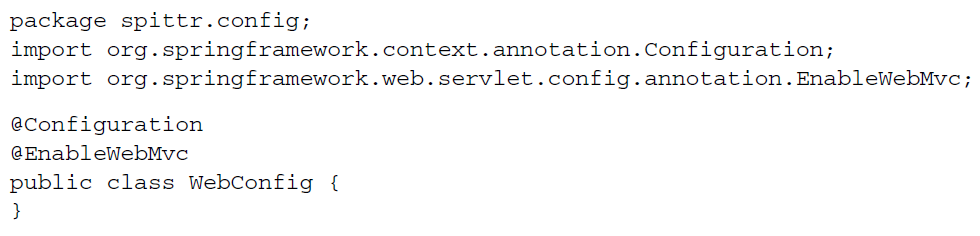 package spittr.config;
import org.springframework.context.annotation.Configuration;
import org.springframework.web.servlet.config.annotation.EnableWebMvc;
@Configuration
@EnableWebMvc
public class WebConfig {
}